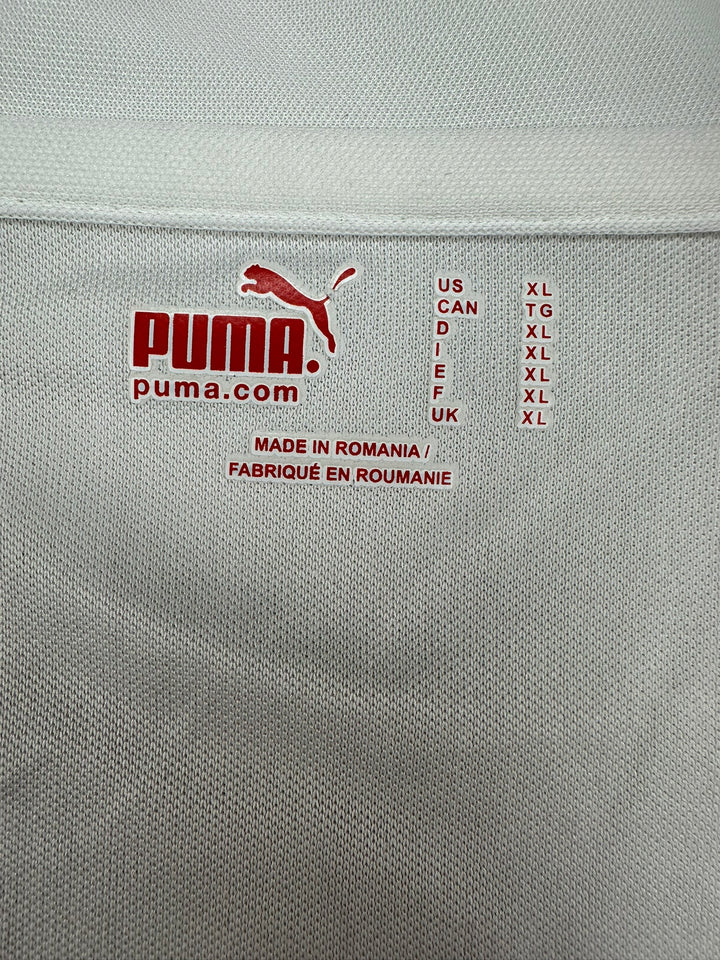 PUMA.
puma.com
US XL
CAN TG
D XL
I XL
E XL
F XL
UK XL
MADE IN ROMANIA /
FABRIQUÉ EN ROUMANIE